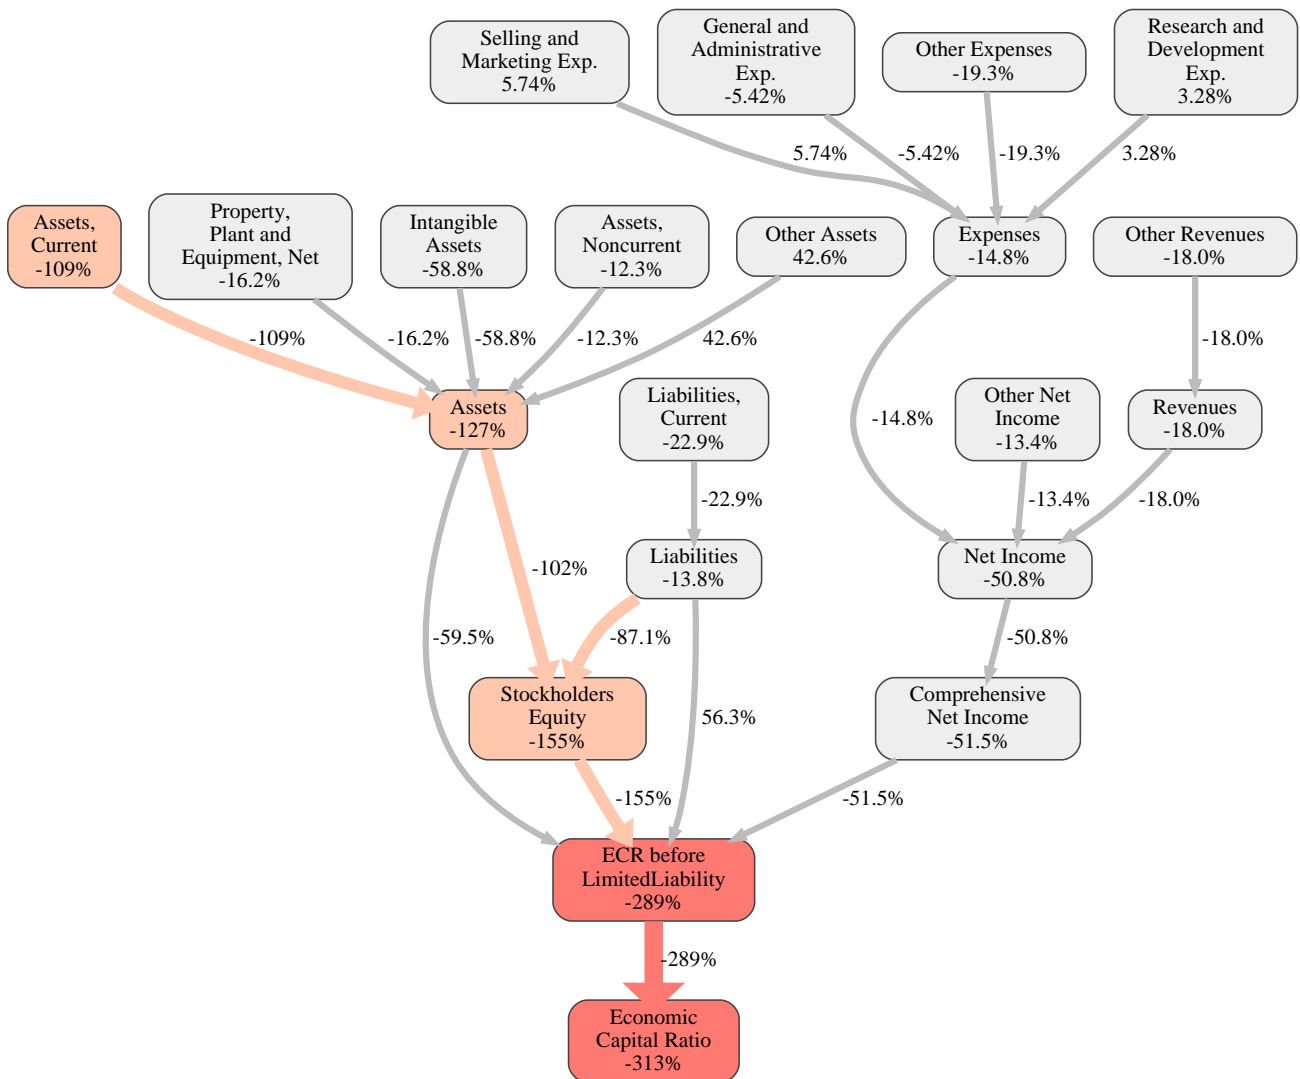 Selling and
Marketing Exp.
5.74%
General and
Administrative
Exp.
-5.42%
Other Expenses
-19.3%
Research and
Development
Exp.
3.28%
5.74%
-5.42%
-19.3%
3.28%
Assets,
Current
-109%
Property,
Plant and
Equipment, Net
-16.2%
Intangible
Assets
-58.8%
Assets,
Noncurrent
-12.3%
Other Assets
42.6%
Expenses
-14.8%
Other Revenues
-18.0%
-109%
-16.2%
-58.8%
-12.3%
42.6%
-18.0%
Assets
-127%
Liabilities,
Current
-22.9%
-14.8%
Other Net
Income
-13.4%
Revenues
-18.0%
-22.9%
-13.4%
-18.0%
-102%
Liabilities
-13.8%
Net Income
-50.8%
-59.5%
-87.1%
-50.8%
Stockholders
Equity
-155%
56.3%
Comprehensive
Net Income
-51.5%
-155%
-51.5%
ECR before
LimitedLiability
-289%
-289%
Economic
Capital Ratio
-313%